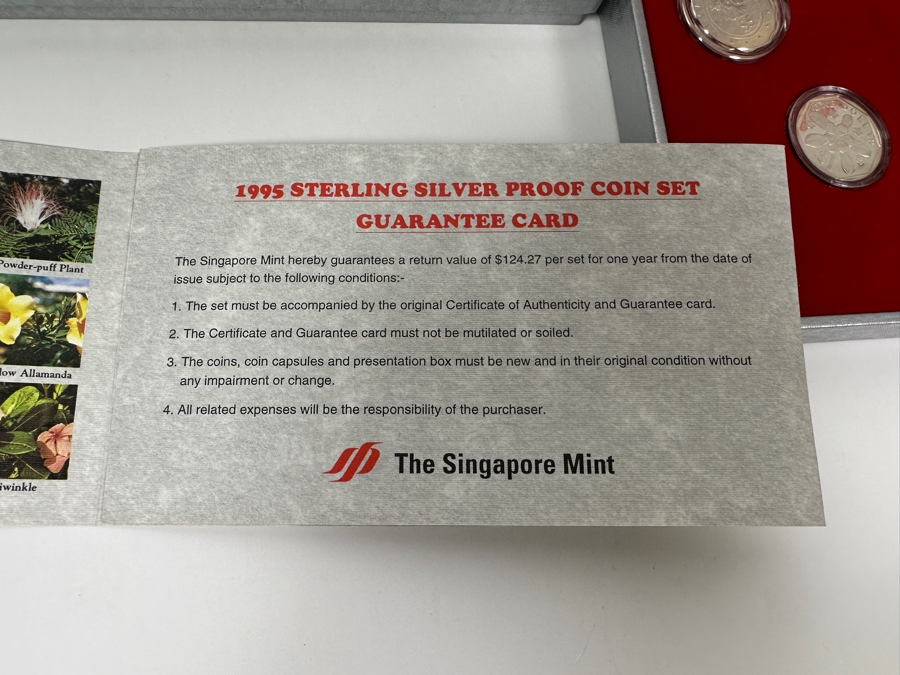 Powder-puff Plant
Allamanda
1995 STERLING SILVER PROOF COIN SET
GUARANTEE CARD
The Singapore Mint hereby guarantees a return value of $124.27 per set for one year from the date of
issue subject to the following conditions:-
1. The set must be accompanied by the original Certificate of Authenticity and Guarantee card.
2. The Certificate and Guarantee card must not be mutilated or soiled.
3. The coins, coin capsules and presentation box must be new and in their original condition without
any impairment or change.
4. All related expenses will be the responsibility of the purchaser.
The Singapore Mint